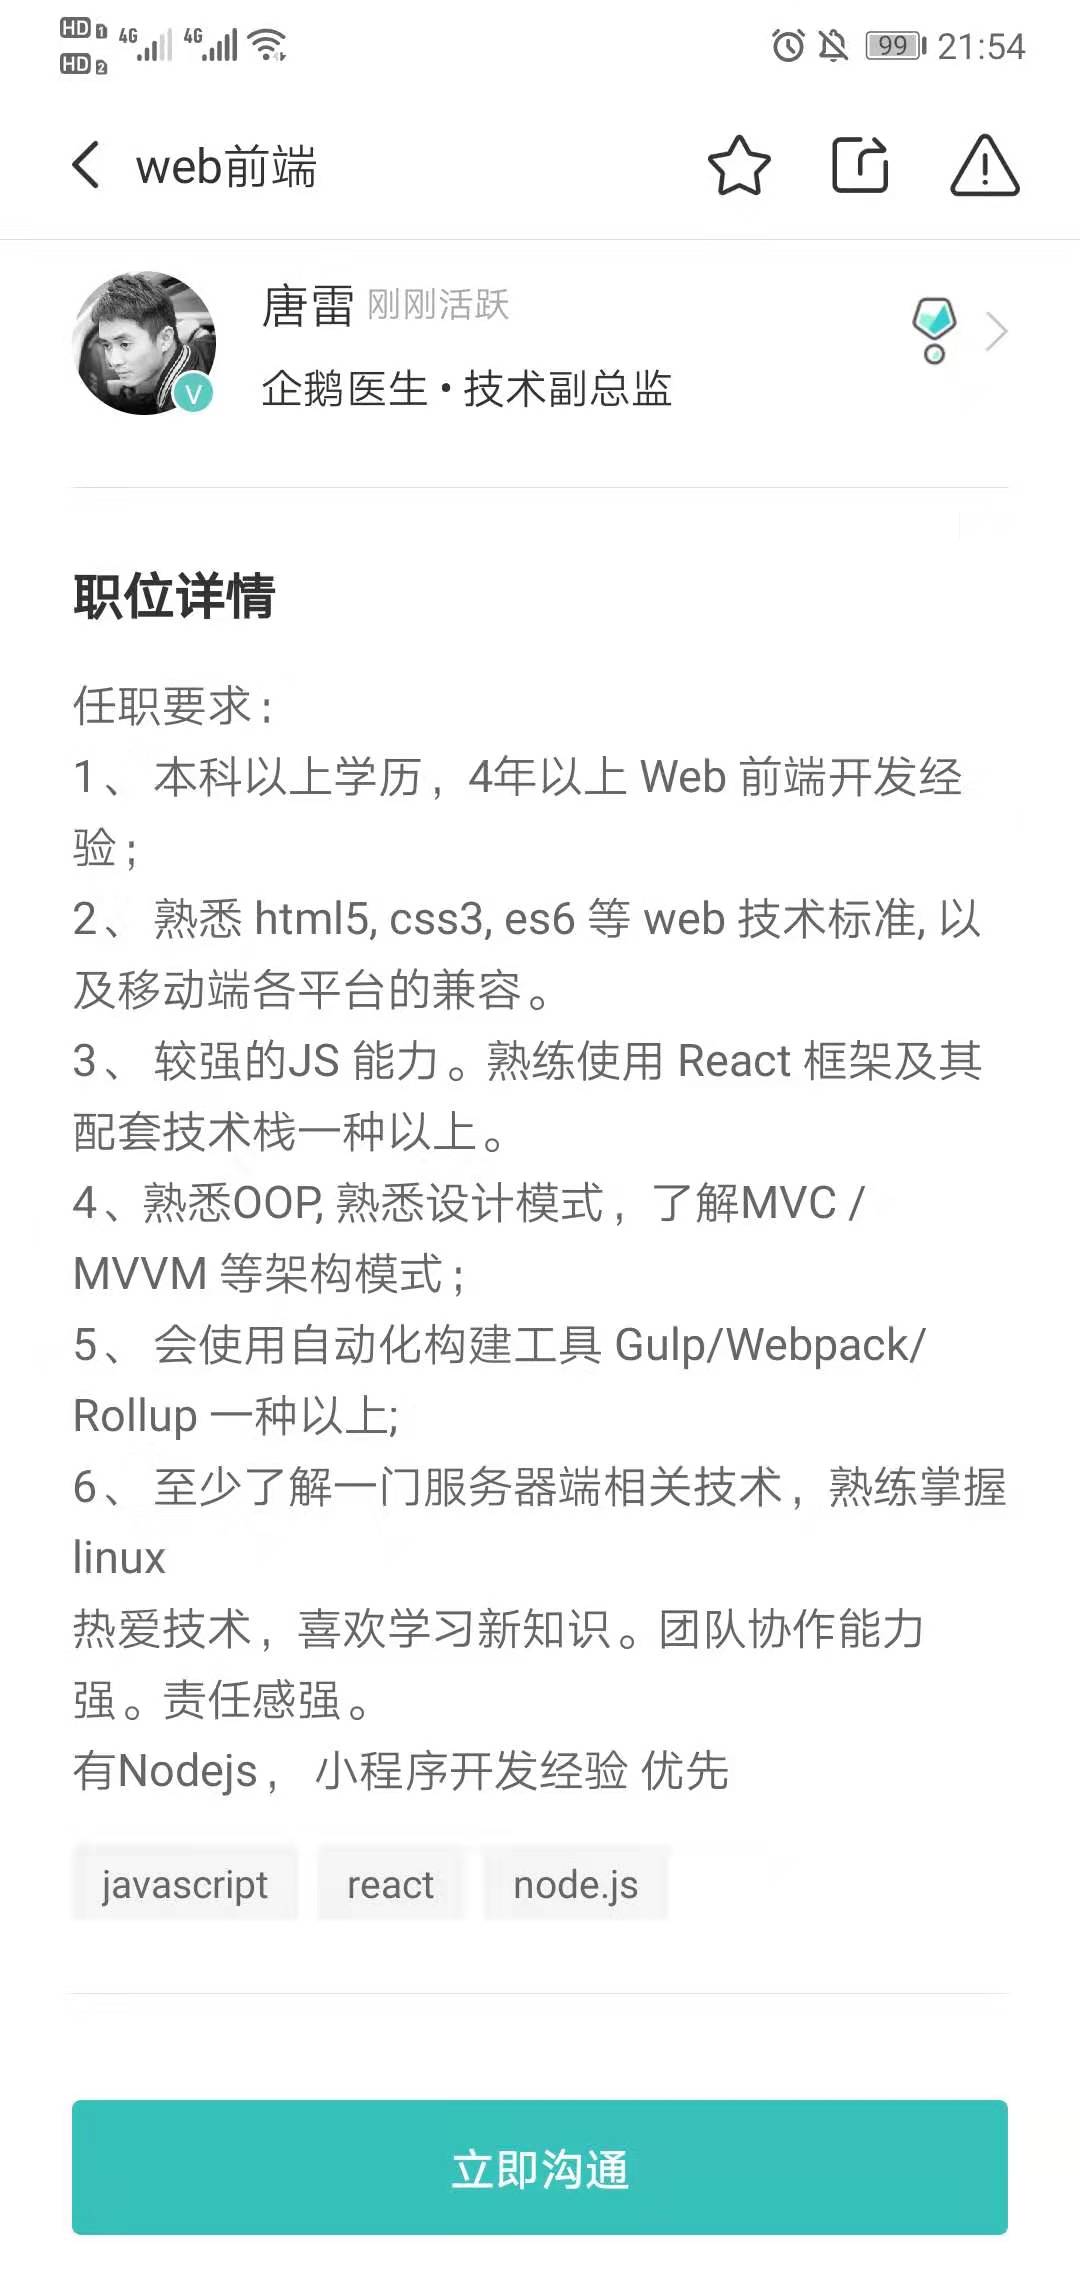 HD 1 4G 4G 99 21:54
HD 2
web前端
唐雷 刚刚活跃
V
企鹅医生·技术副总监
职位详情
任职要求：
1、 本科以上学历，4年以上 Web 前端开发经
验；
2、 熟悉 html5, css3, es6 等 web 技术标准, 以
及移动端各平台的兼容。
3、 较强的JS 能力。熟练使用 React 框架及其
配套技术栈一种以上。
4、熟悉OOP, 熟悉设计模式，了解MVC /
MVVM 等架构模式；
5、 会使用自动化构建工具 Gulp/Webpack/
Rollup 一种以上;
6、 至少了解一门服务器端相关技术，熟练掌握
linux
热爱技术，喜欢学习新知识。团队协作能力
强。责任感强。
有Nodejs， 小程序开发经验 优先
javascript react node.js
立即沟通